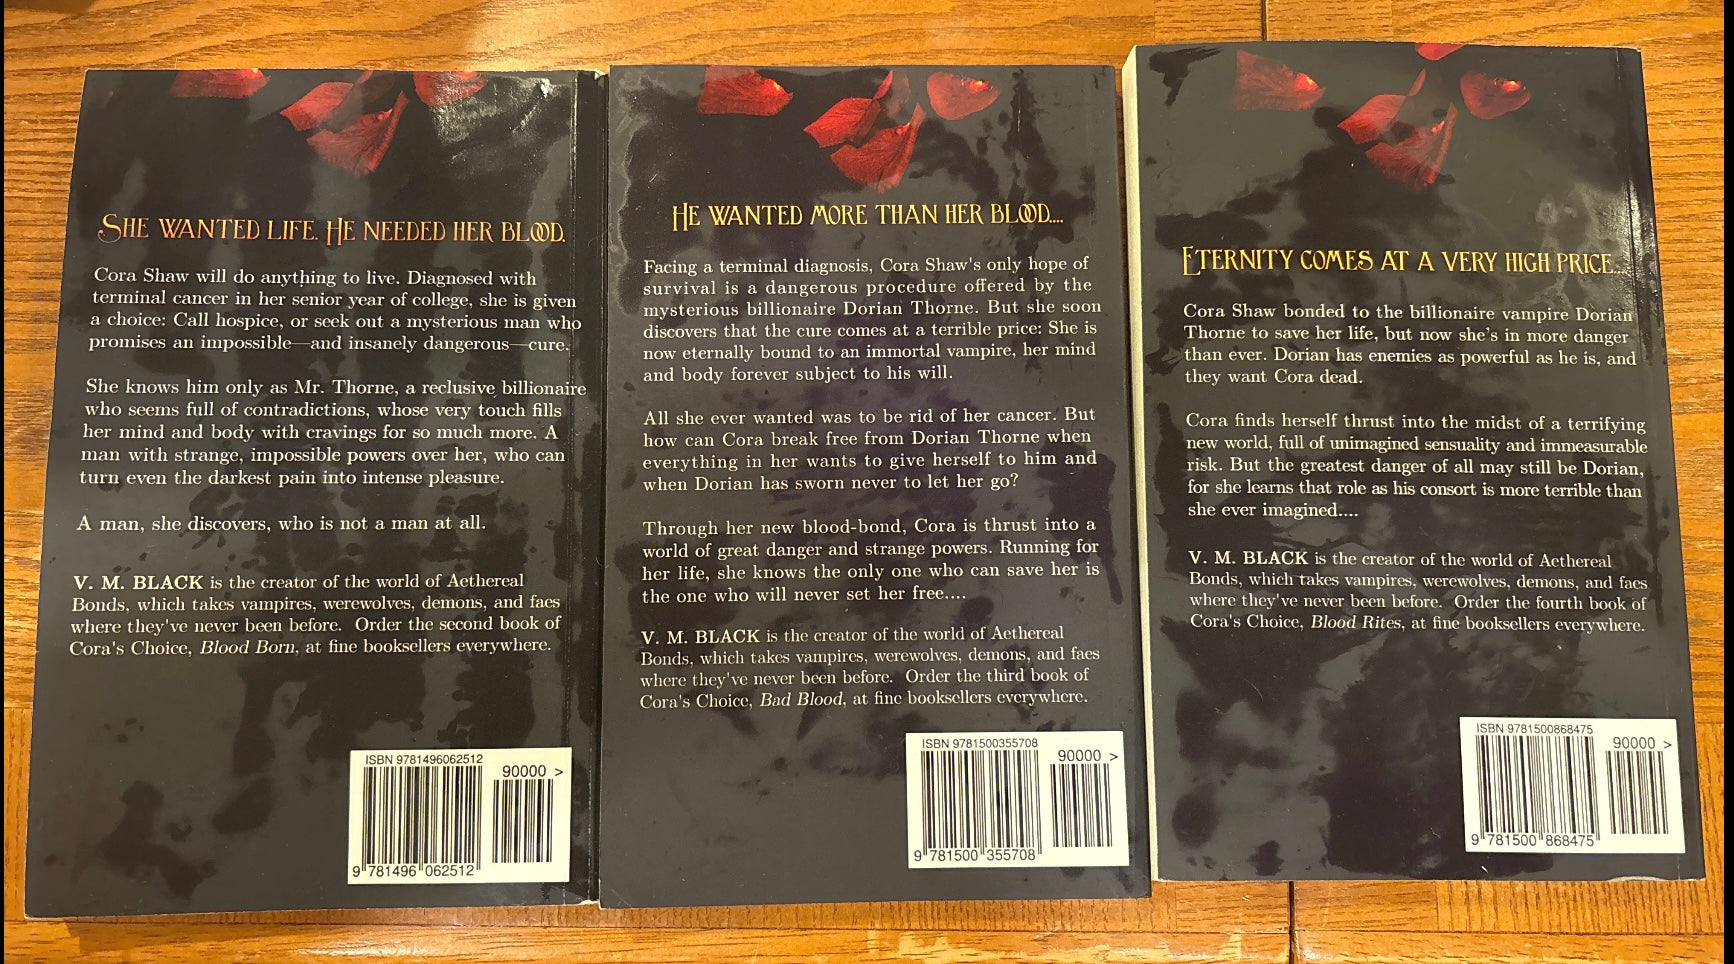 SHE WANTED LIFE. HE NEEDED HER BLOOD.
Cora Shaw will do anything to live. Diagnosed with
terminal cancer in her senior year of college, she is given
a choice: Call hospice, or seek out a mysterious man who
promises an impossible—and insanely dangerous—cure.
She knows him only as Mr. Thorne, a reclusive billionaire
who seems full of contradictions, whose very touch fills
her mind and body with cravings for so much more. A
man with strange, impossible powers over her, who can
turn even the darkest pain into intense pleasure.
A man, she discovers, who is not a man at all.
V. M. BLACK is the creator of the world of Aethereal
Bonds, which takes vampires, werewolves, demons, and faes
where they've never been before. Order the second book of
Cora's Choice, Blood Born, at fine booksellers everywhere.
ISBN 9781496062512
90000 >
9 781496 062512
HE WANTED MORE THAN HER BLOOD....
Facing a terminal diagnosis, Cora Shaw's only hope of
survival is a dangerous procedure offered by the
mysterious billionaire Dorian Thorne. But she soon
discovers that the cure comes at a terrible price: She is
now eternally bound to an immortal vampire, her mind
and body forever subject to his will.
All she ever wanted was to be rid of her cancer. But
how can Cora break free from Dorian Thorne when
everything in her wants to give herself to him and
when Dorian has sworn never to let her go?
Through her new blood-bond, Cora is thrust into a
world of great danger and strange powers. Running for
her life, she knows the only one who can save her is
the one who will never set her free....
V. M. BLACK is the creator of the world of Aethereal
Bonds, which takes vampires, werewolves, demons, and faes
where they've never been before. Order the third book of
Cora's Choice, Bad Blood, at fine booksellers everywhere.
ISBN 9781500355708
90000 >
9 781500 355708
ETERNITY COMES AT A VERY HIGH PRICE...
Cora Shaw bonded to the billionaire vampire Dorian
Thorne to save her life, but now she's in more danger
than ever. Dorian has enemies as powerful as he is, and
they want Cora dead.
Cora finds herself thrust into the midst of a terrifying
new world, full of unimagined sensuality and immeasurable
risk. But the greatest danger of all may still be Dorian,
for she learns that role as his consort is more terrible than
she ever imagined....
V. M. BLACK is the creator of the world of Aethereal
Bonds, which takes vampires, werewolves, demons, and faes
where they've never been before. Order the fourth book of
Cora's Choice, Blood Rites, at fine booksellers everywhere.
ISBN 9781500868475
90000 >
9 781500 868475